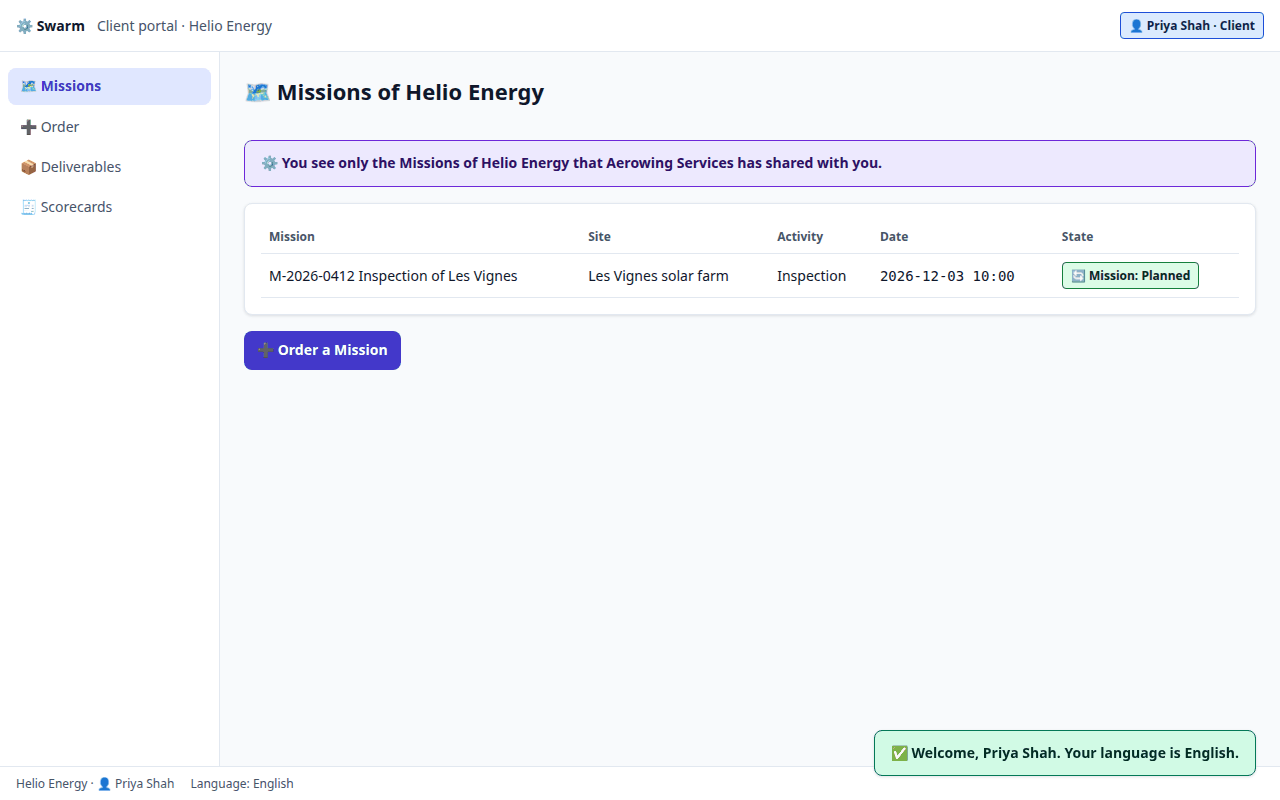 ⚙️ Swarm Client portal · Helio Energy
👤 Priya Shah · Client
🗺️ Missions
➕ Order
📦 Deliverables
🧾 Scorecards
🗺️ Missions of Helio Energy
⚙️ You see only the Missions of Helio Energy that Aerowing Services has shared with you.
Mission Site Activity Date State
M-2026-0412 Inspection of Les Vignes Les Vignes solar farm Inspection 2026-12-03 10:00 🔄 Mission: Planned
➕ Order a Mission
✅ Welcome, Priya Shah. Your language is English.
Helio Energy · 👤 Priya Shah Language: English